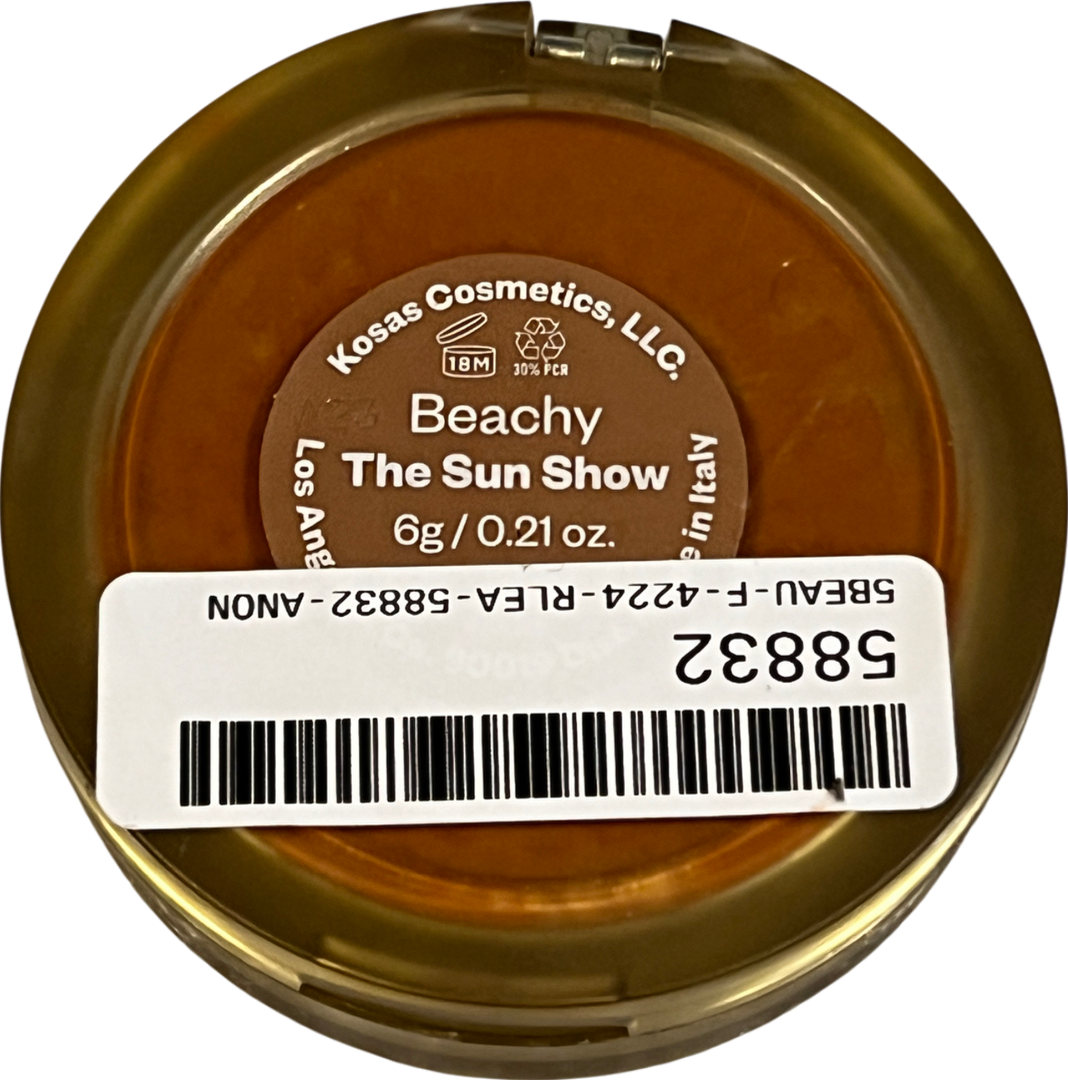 Kosas Cosmetics, LLC.
18M
30% PCR
Beachy
The Sun Show
6g / 0.21 oz.
Los Ang
e in Italy
5BEAU-F-4224-RLEA-58832-ANON
58832